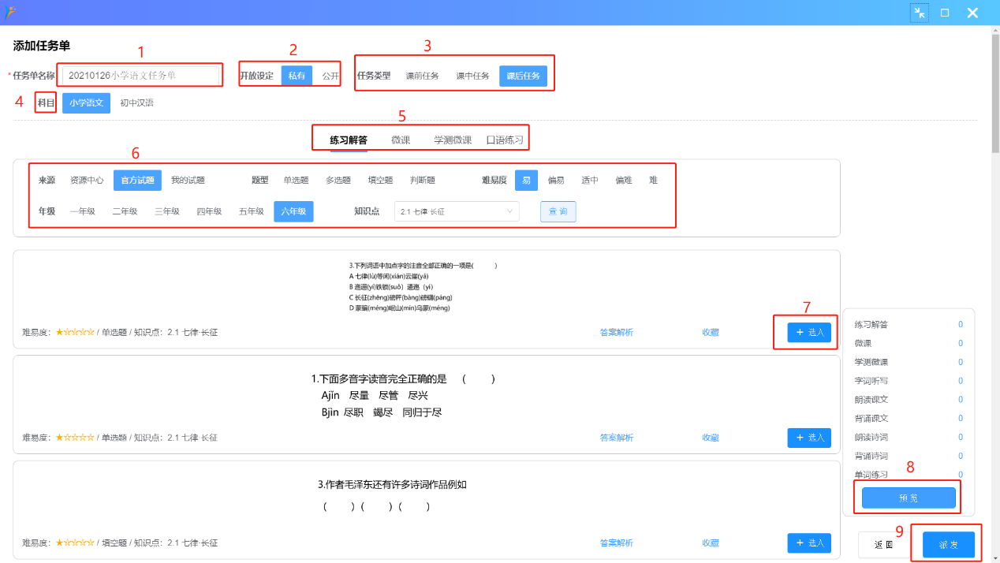 添加任务单
1
2
3
* 任务单名称 20210126小学语文任务单 开放设定 私有 公开 任务类型 课前任务 课中任务 课后任务
4 科目 小学语文 初中汉语
5
练习解答 微课 学测微课 口语练习
6
来源 资源中心 官方试题 我的试题 题型 单选题 多选题 填空题 判断题 难易度 易 偏易 适中 偏难 难
年级 一年级 二年级 三年级 四年级 五年级 六年级 知识点 2.1 七律·长征 查 询
3.下列词语中加点字的注音全部正确的一项是( )
A 七律(lù)等闲(xián)云崖(yá)
B 逶迤(yí)铁锁(suǒ) 逶迤 (yí)
C 长征(zhēng)磅秤(bàng)磅礴(páng)
D 蒙骗(mēng)岷山(mín)乌蒙(méng)
7
难易度: ★☆☆☆☆ / 单选题 / 知识点: 2.1 七律·长征 答案解析 收藏 + 选入
1.下面多音字读音完全正确的是 ( )
Ajǐn 尽量 尽管 尽兴
Bjìn 尽职 竭尽 同归于尽
难易度: ★☆☆☆☆ / 单选题 / 知识点: 2.1 七律·长征 答案解析 收藏 + 选入
3.作者毛泽东还有许多诗词作品例如
( ) ( ) ( )
难易度: ★☆☆☆☆ / 填空题 / 知识点: 2.1 七律·长征 答案解析 收藏 + 选入
练习解答 0
微课 0
学测微课 0
字词听写 0
朗读课文 0
背诵课文 0
朗读诗词 0
背诵诗词 0
单词练习 0
8
预 览
9
返 回 派 发